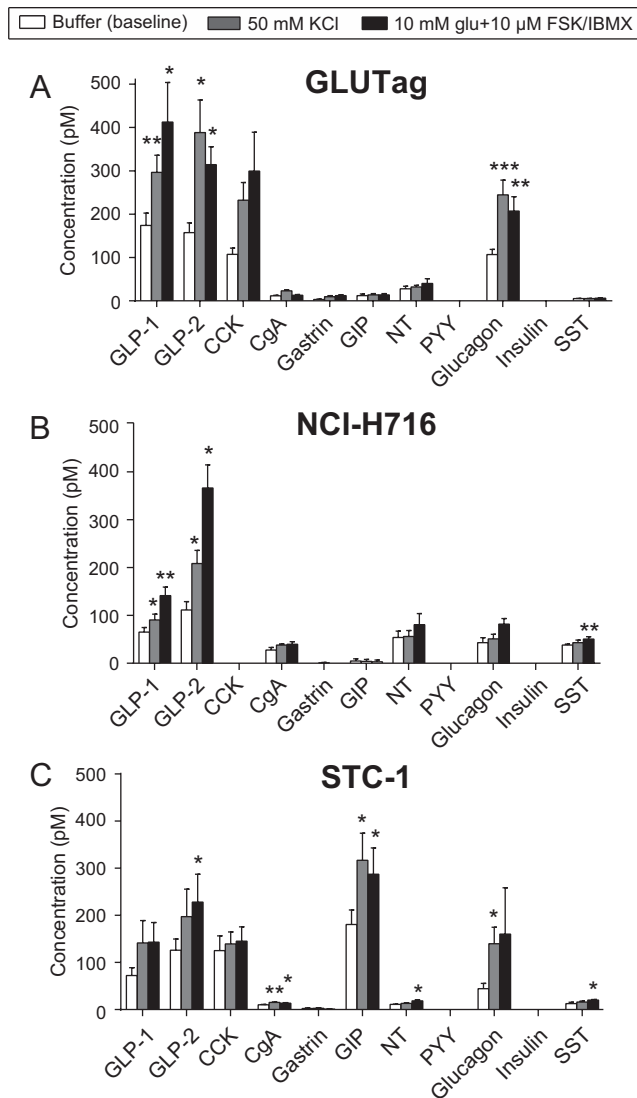 Buffer (baseline) 50 mM KCl 10 mM glu+10 µM FSK/IBMX
A GLUTag
Concentration (pM)
500
400
300
200
100
0
* ** * * *** **
GLP-1 GLP-2 CCK CgA Gastrin GIP NT PYY Glucagon Insulin SST
B NCI-H716
Concentration (pM)
500
400
300
200
100
0
* ** * * **
GLP-1 GLP-2 CCK CgA Gastrin GIP NT PYY Glucagon Insulin SST
C STC-1
Concentration (pM)
500
400
300
200
100
0
* ** * * * * * *
GLP-1 GLP-2 CCK CgA Gastrin GIP NT PYY Glucagon Insulin SST